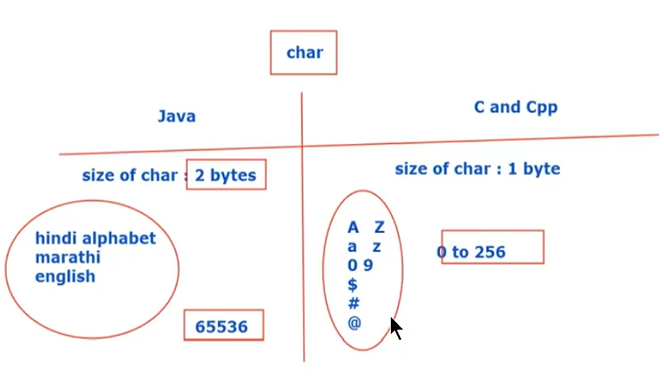 char
Java
C and Cpp
size of char : 2 bytes
size of char : 1 byte
hindi alphabet
marathi
english
65536
A Z
a z
0 9
$
#
@
0 to 256